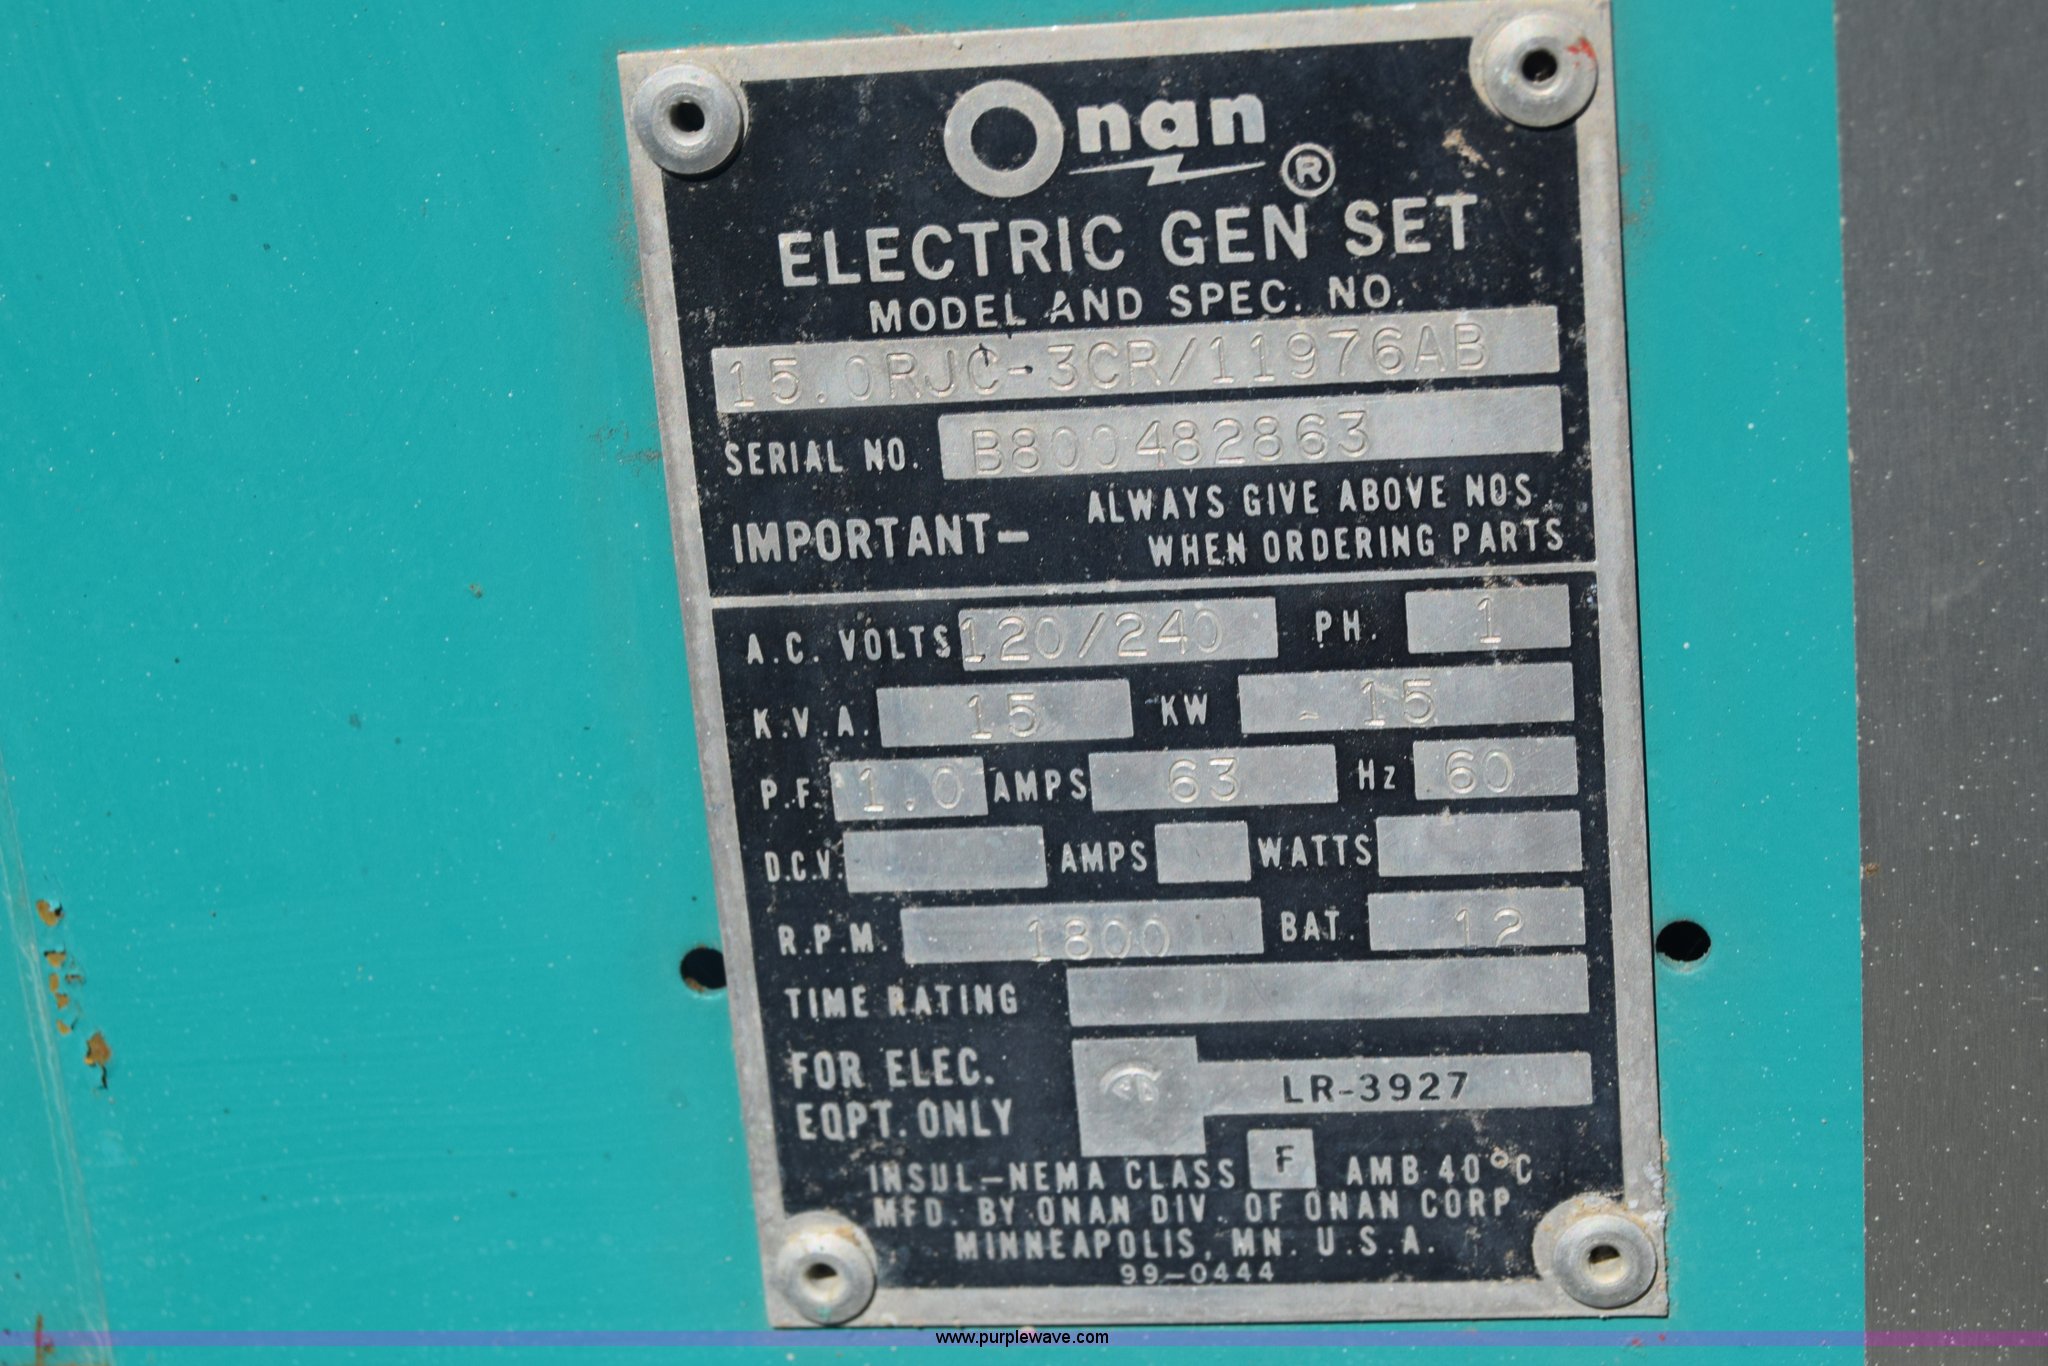 Onan ®
ELECTRIC GEN SET
MODEL AND SPEC. NO.
15.0RJC-3CR/11976AB
SERIAL NO. B800482863
IMPORTANT- ALWAYS GIVE ABOVE NOS.
WHEN ORDERING PARTS
A.C. VOLTS 120/240 PH. 1
K.V.A. 15 KW 15
P.F. 1.0 AMPS 63 Hz 60
D.C.V. AMPS WATTS
R.P.M. 1800 BAT. 12
TIME RATING
FOR ELEC.
EQPT. ONLY
LR-3927
INSUL-NEMA CLASS F AMB 40°C
MFD. BY ONAN DIV. OF ONAN CORP
MINNEAPOLIS, MN. U.S.A.
99-0444
www.purplewave.com